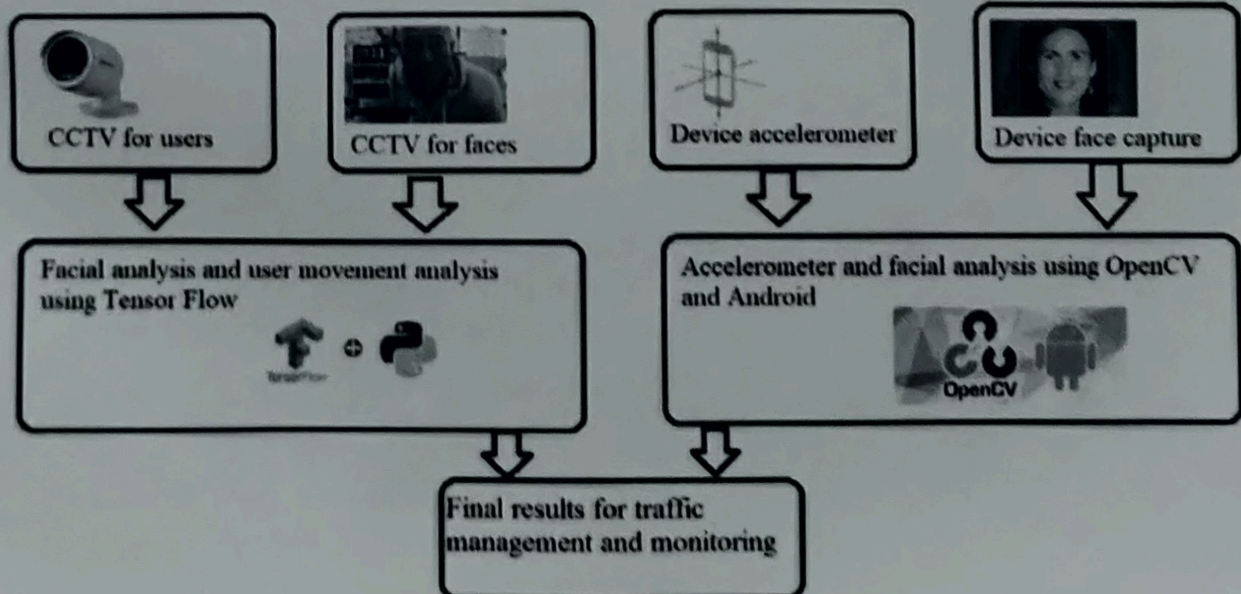 CCTV for users
CCTV for faces
Device accelerometer
Device face capture
Facial analysis and user movement analysis
using Tensor Flow
TensorFlow
Accelerometer and facial analysis using OpenCV
and Android
OpenCV
Final results for traffic
management and monitoring